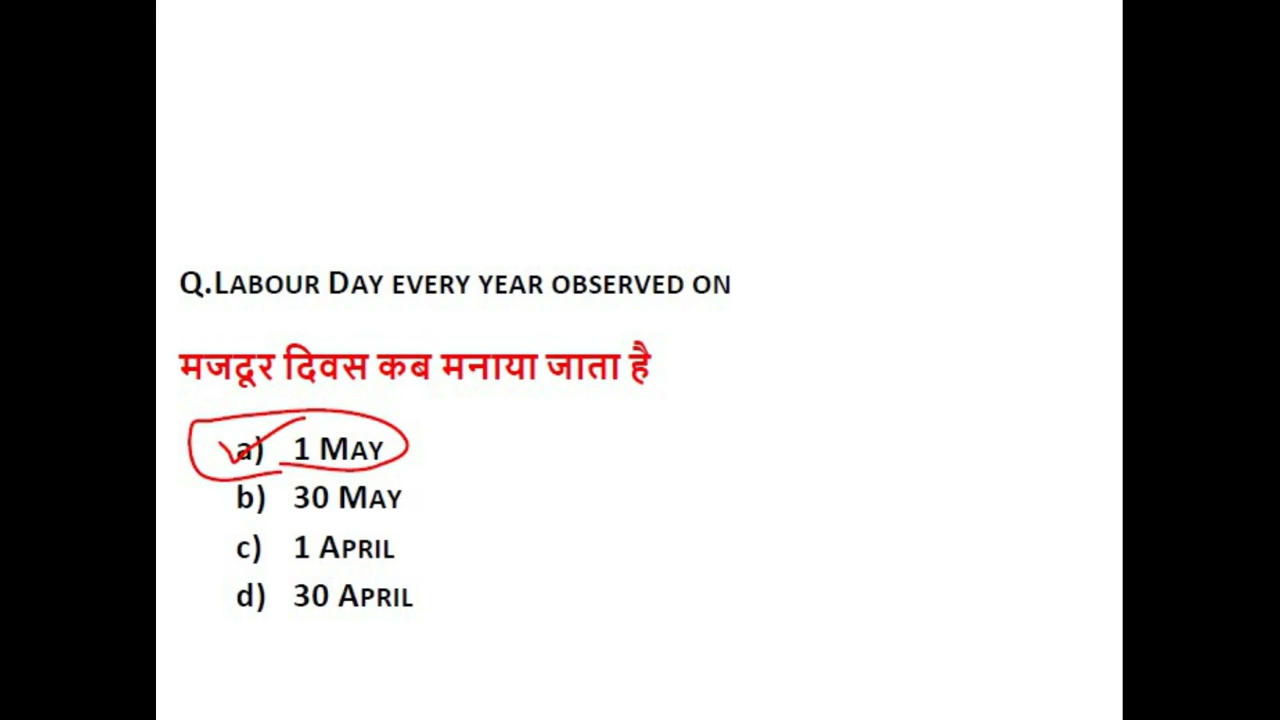 Q.Labour Day every year observed on
मजदूर दिवस कब मनाया जाता है
a) 1 May
b) 30 May
c) 1 April
d) 30 April